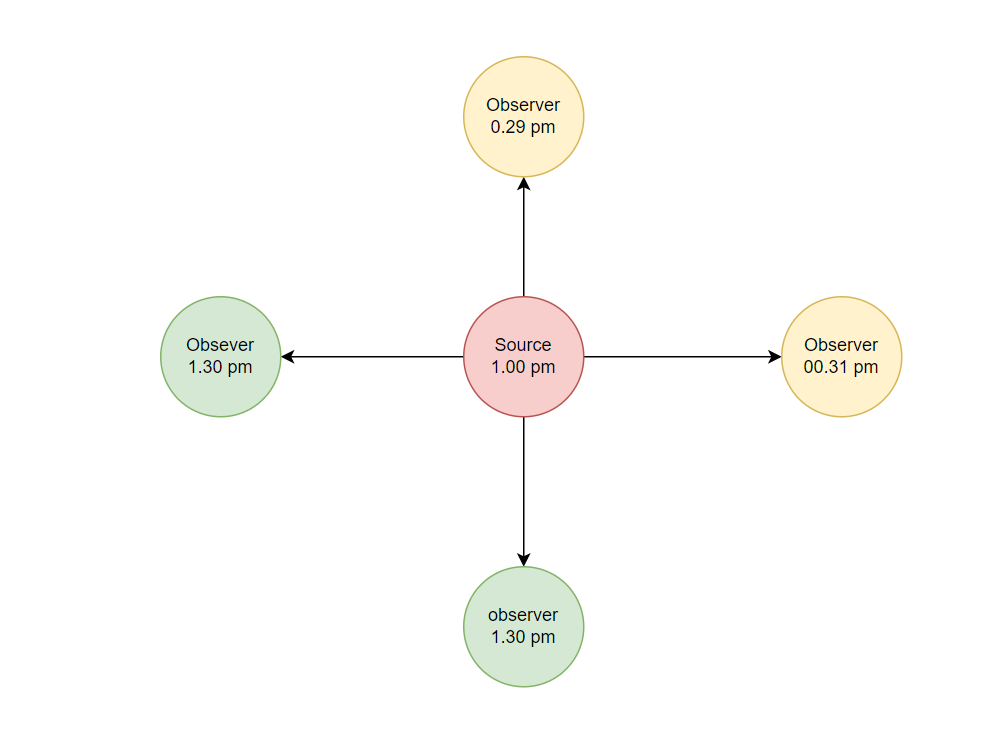 Observer
0.29 pm
Obsever
1.30 pm
Source
1.00 pm
Observer
00.31 pm
observer
1.30 pm